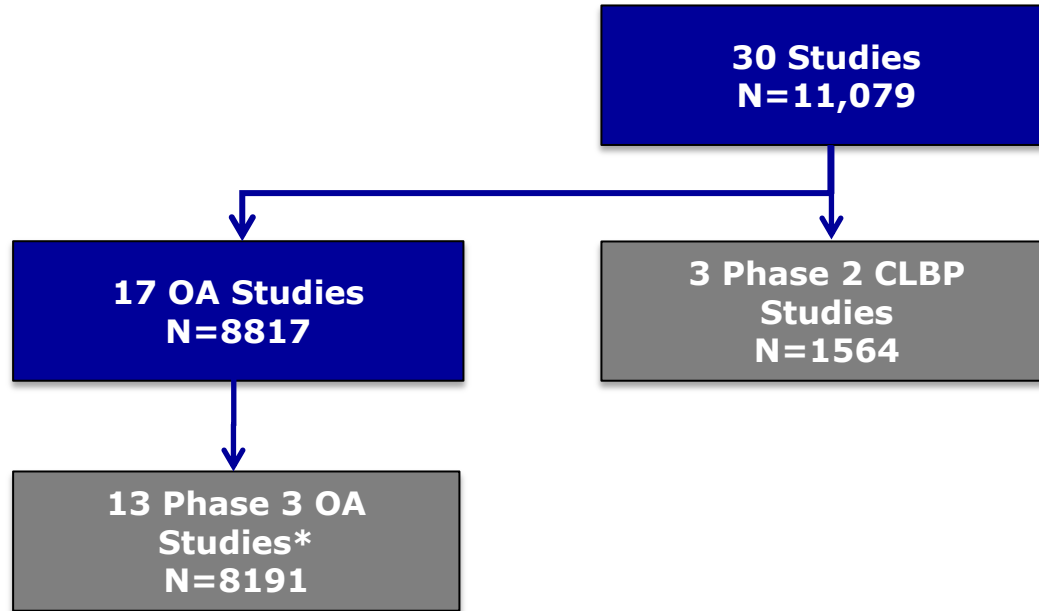 30 Studies
N=11,079
17 OA Studies
N=8817
3 Phase 2 CLBP
Studies
N=1564
13 Phase 3 OA
Studies*
N=8191